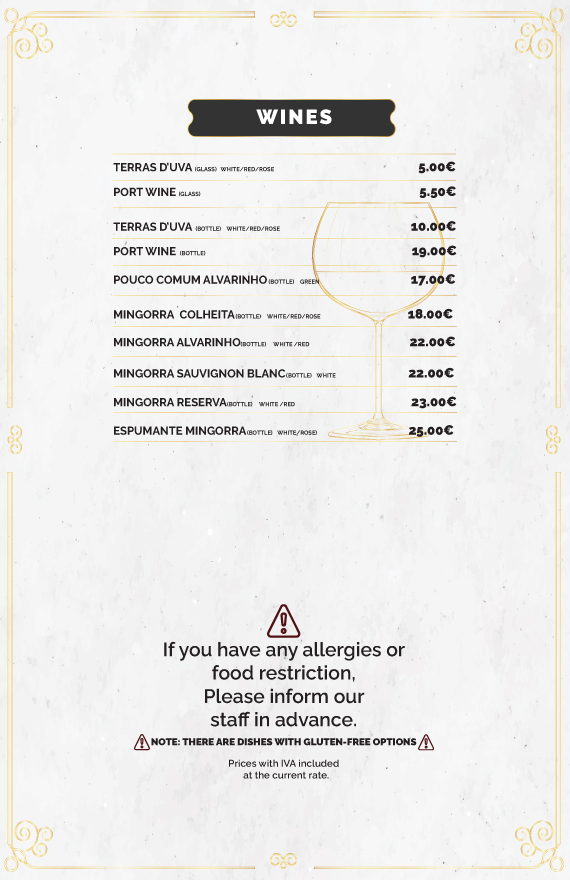 WINES
TERRAS D'UVA (GLASS) WHITE/RED/ROSE 5.00€
PORT WINE (GLASS) 5.50€
TERRAS D'UVA (BOTTLE) WHITE/RED/ROSE 10.00€
PORT WINE (BOTTLE) 19.00€
POUCO COMUM ALVARINHO (BOTTLE) GREEN 17.00€
MINGORRA COLHEITA (BOTTLE) WHITE/RED/ROSE 18.00€
MINGORRA ALVARINHO (BOTTLE) WHITE /RED 22.00€
MINGORRA SAUVIGNON BLANC (BOTTLE) WHITE 22.00€
MINGORRA RESERVA (BOTTLE) WHITE /RED 23.00€
ESPUMANTE MINGORRA (BOTTLE) WHITE/ROSE) 25.00€
If you have any allergies or
food restriction,
Please inform our
staff in advance.
NOTE: THERE ARE DISHES WITH GLUTEN-FREE OPTIONS
Prices with IVA included
at the current rate.